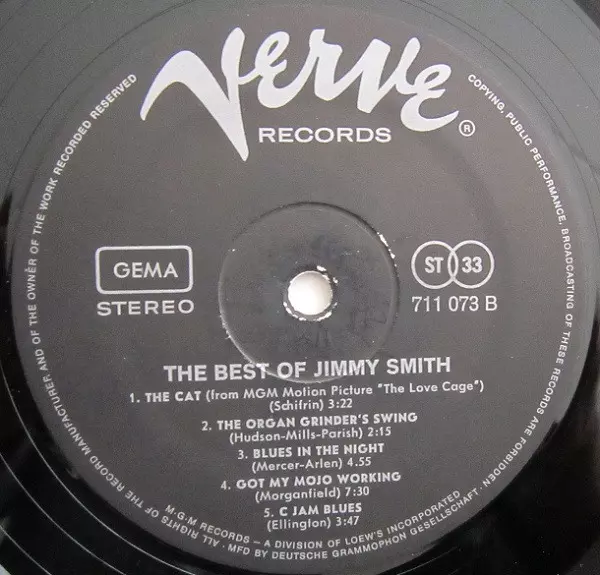 Verve
RECORDS ®
GEMA
STEREO
ST 33
711 073 B
THE BEST OF JIMMY SMITH
1. THE CAT (from MGM Motion Picture "The Love Cage")
(Schifrin) 3:22
2. THE ORGAN GRINDER'S SWING
(Hudson-Mills-Parish) 2:15
3. BLUES IN THE NIGHT
(Mercer-Arlen) 4.55
4. GOT MY MOJO WORKING
(Morganfield) 7:30
5. C JAM BLUES
(Ellington) 3:47
M.G.M RECORDS – A DIVISION OF LOEW'S INCORPORATED
ALL RIGHTS OF THE RECORD MANUFACTURER AND OF THE OWNER OF THE WORK RECORDED RESERVED
COPYING, PUBLIC PERFORMANCE, BROADCASTING OF THESE RECORDS ARE FORBIDDEN
· MFD BY DEUTSCHE GRAMMOPHON GESELLSCHAFT ·